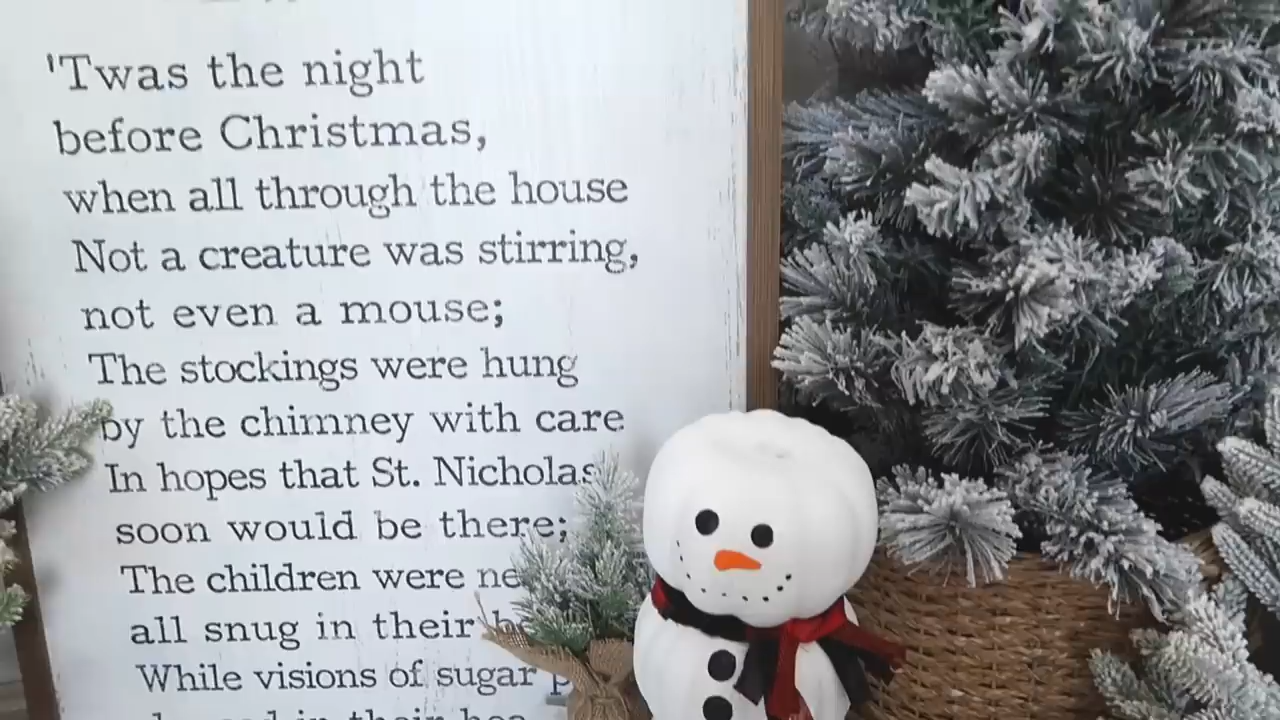 'Twas the night
before Christmas,
when all through the house
Not a creature was stirring,
not even a mouse;
The stockings were hung
by the chimney with care
In hopes that St. Nicholas
soon would be there;
The children were
all snug in their
While visions of sugar
in their